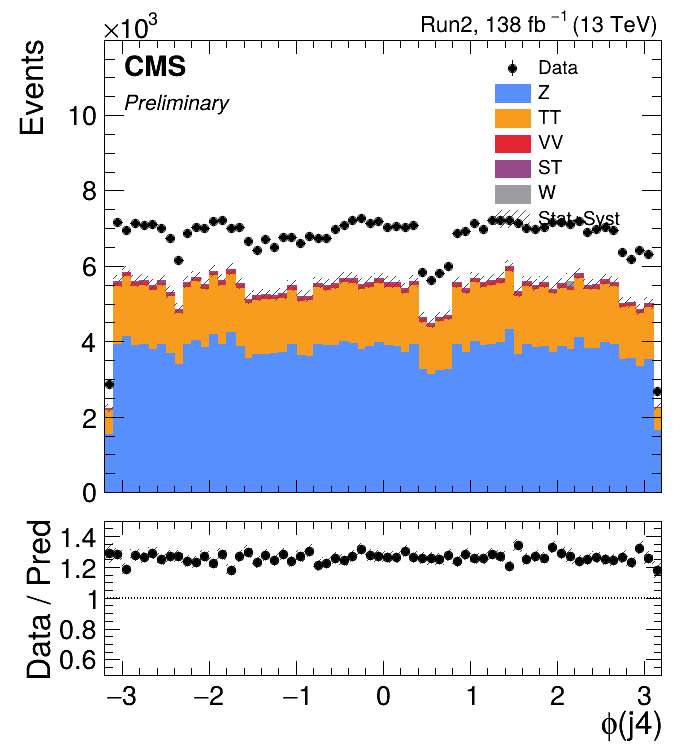 ×10³
Run2, 138 fb⁻¹ (13 TeV)
Events
CMS
Preliminary
Data
Z
TT
VV
ST
W
Stat. Syst
10
8
6
4
2
0
Data / Pred
1.4
1.2
1
0.8
0.6
−3 −2 −1 0 1 2 3
ϕ(j4)